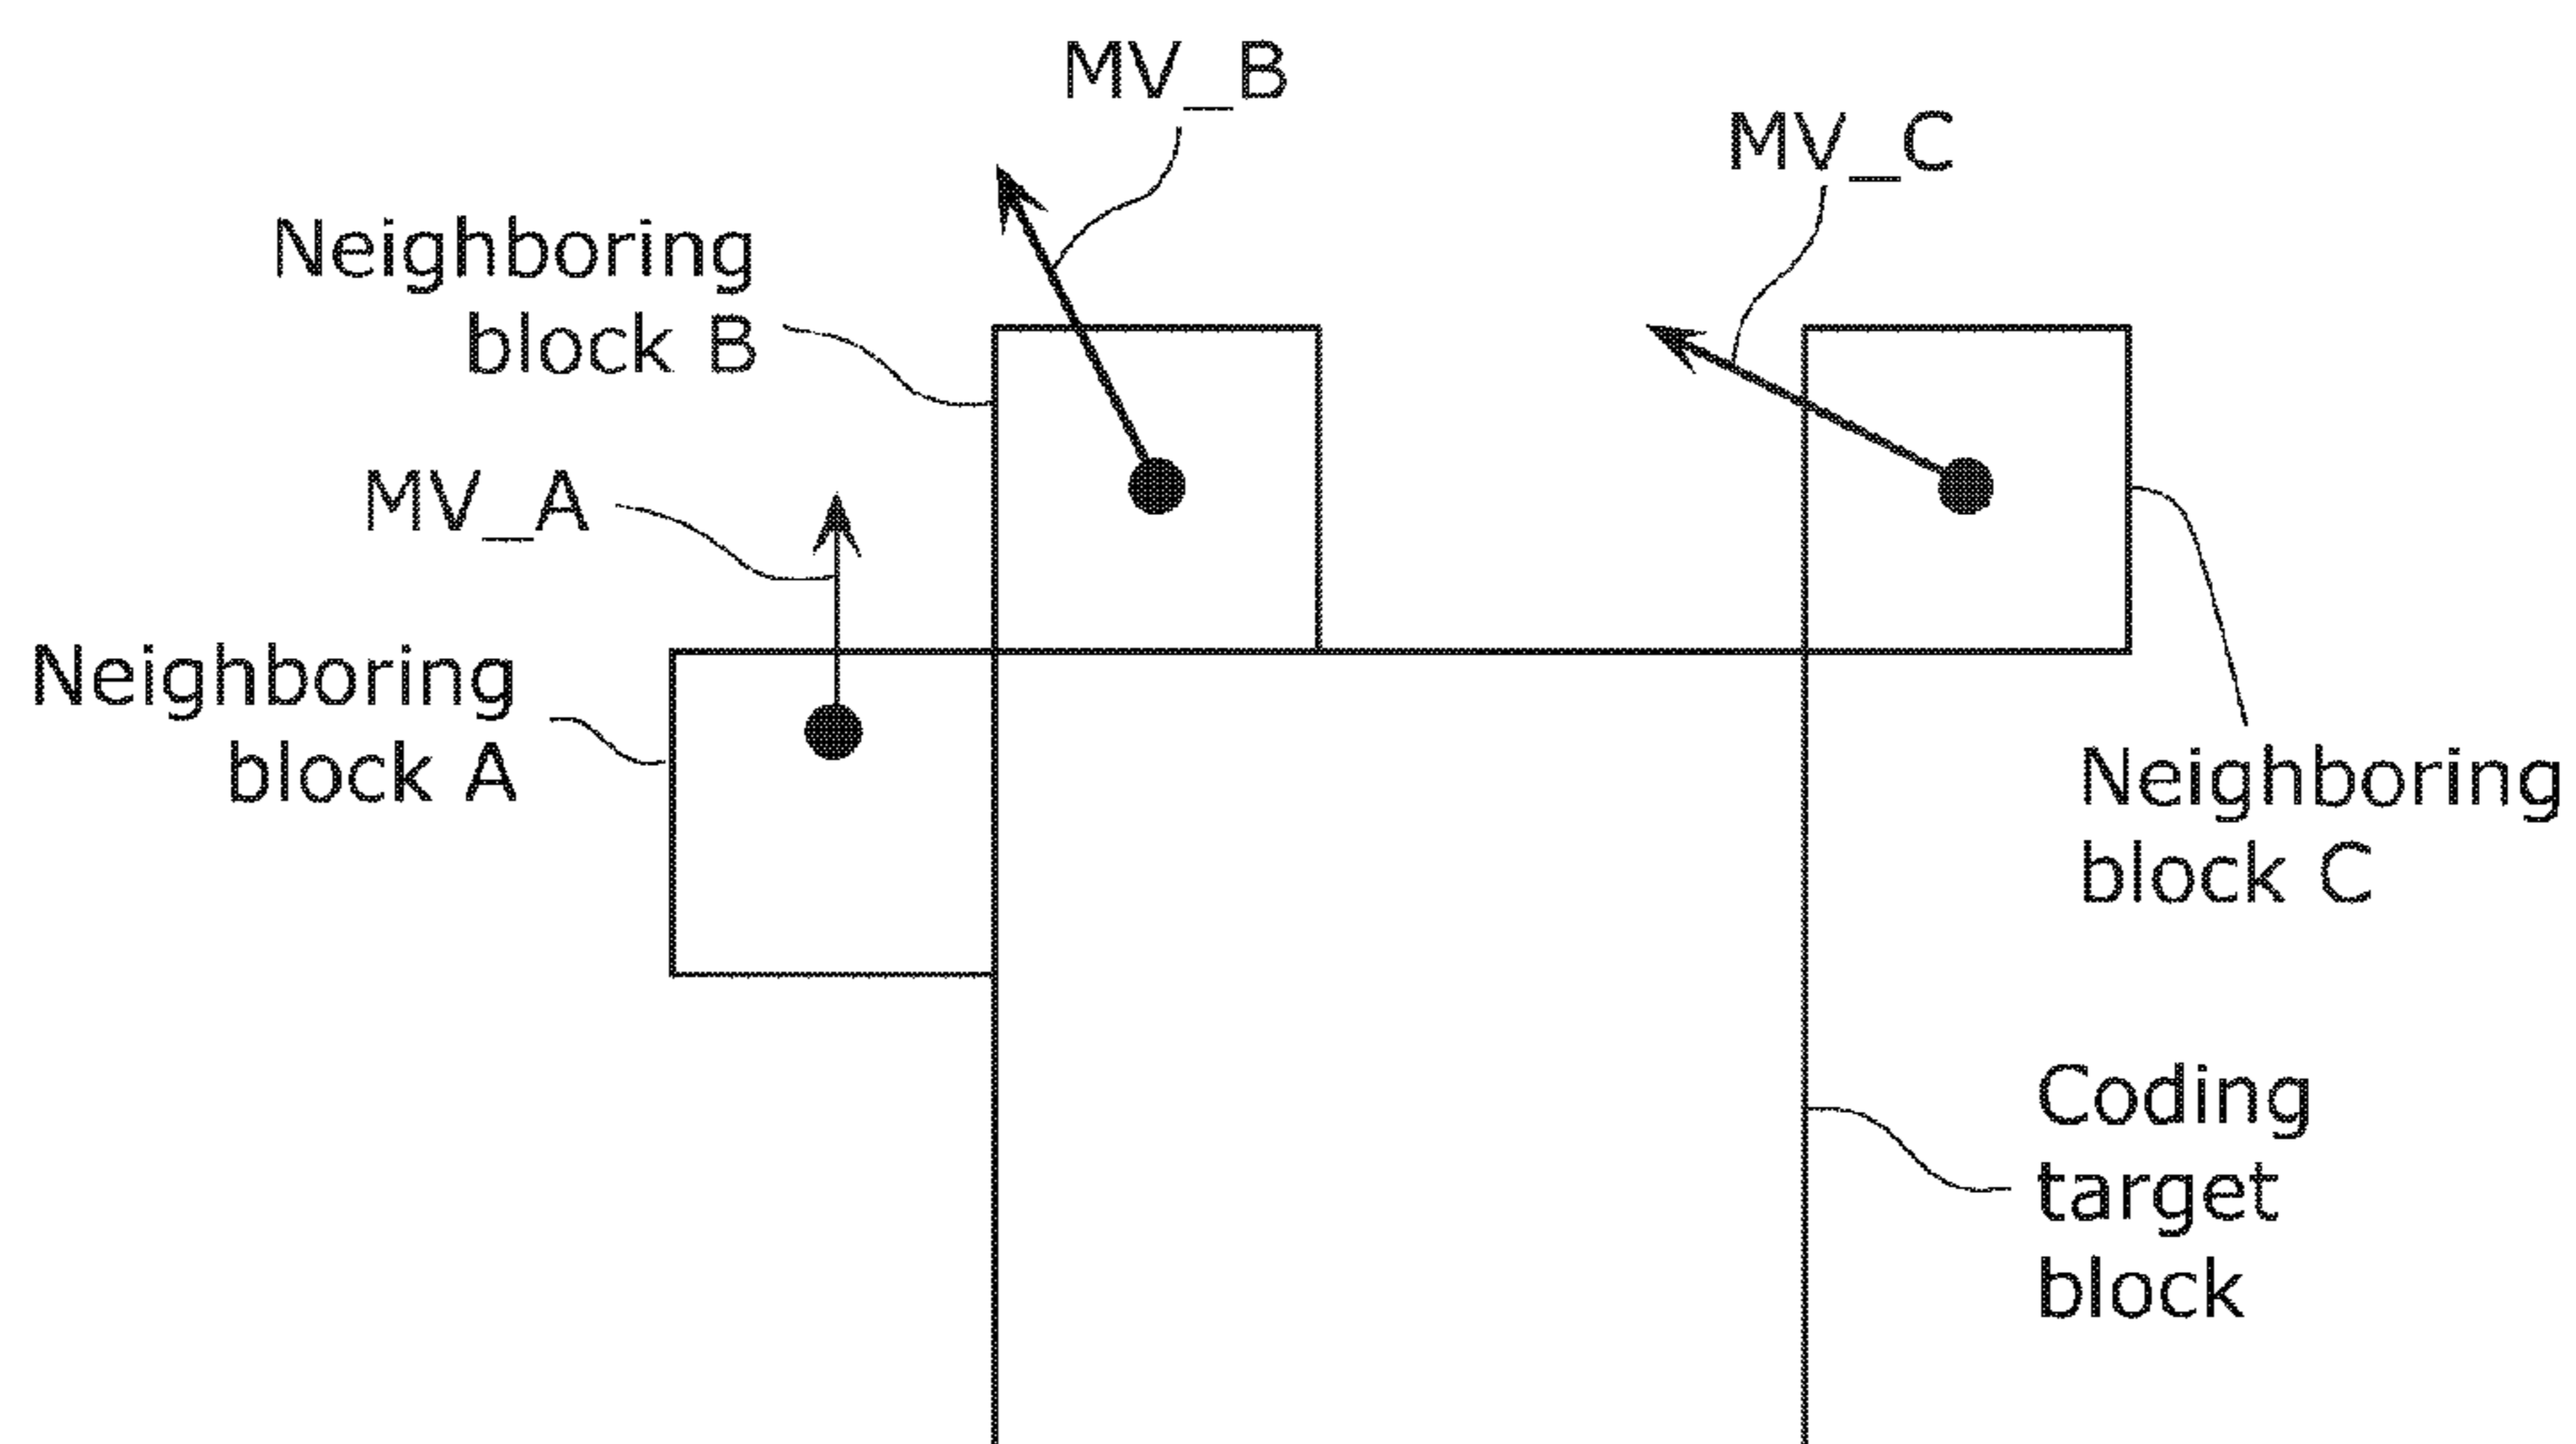 MV_B
MV_C
Neighboring
block B
MV_A
Neighboring
block A
Neighboring
block C
Coding
target
block